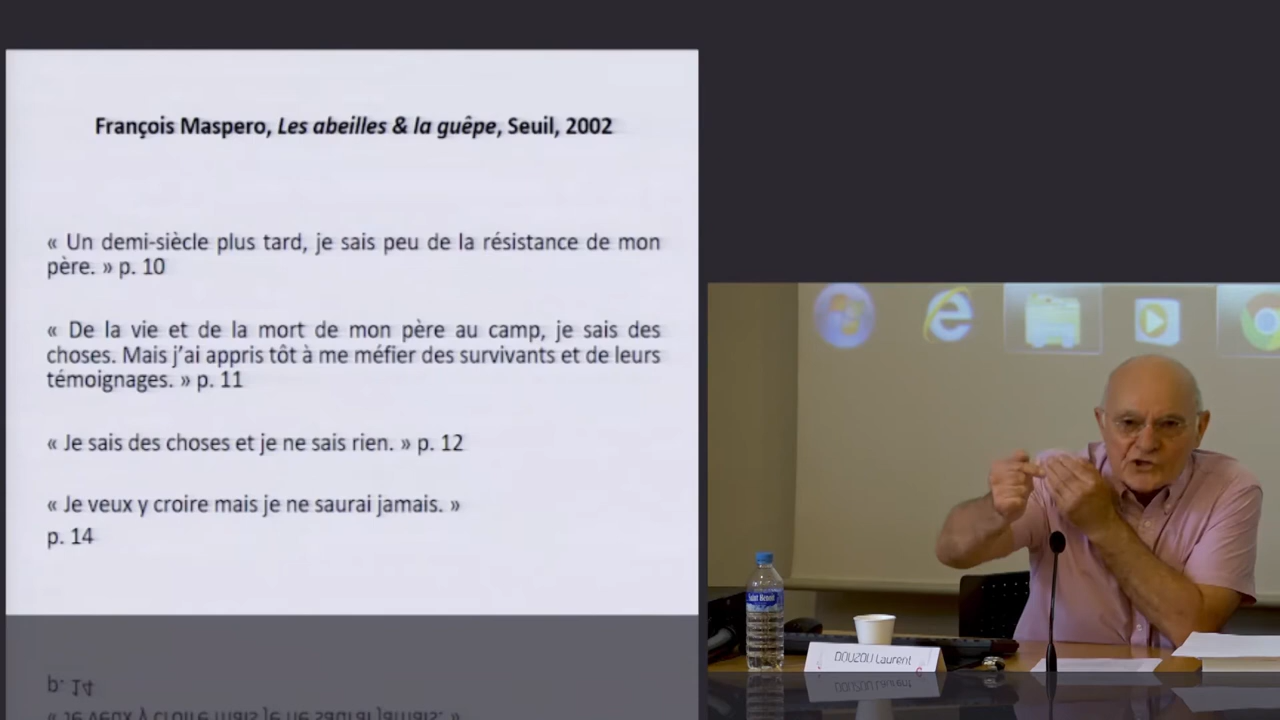 François Maspero, Les abeilles & la guêpe, Seuil, 2002
« Un demi-siècle plus tard, je sais peu de la résistance de mon
père. » p. 10
« De la vie et de la mort de mon père au camp, je sais des
choses. Mais j’ai appris tôt à me méfier des survivants et de leurs
témoignages. » p. 11
« Je sais des choses et je ne sais rien. » p. 12
« Je veux y croire mais je ne saurai jamais. »
p. 14
Saint Benoit
DOUZOU Laurent